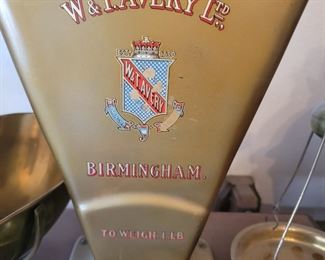 W & T. AVERY LTD
W.&T. AVERY
BIRMINGHAM.
TO WEIGH 1 LB